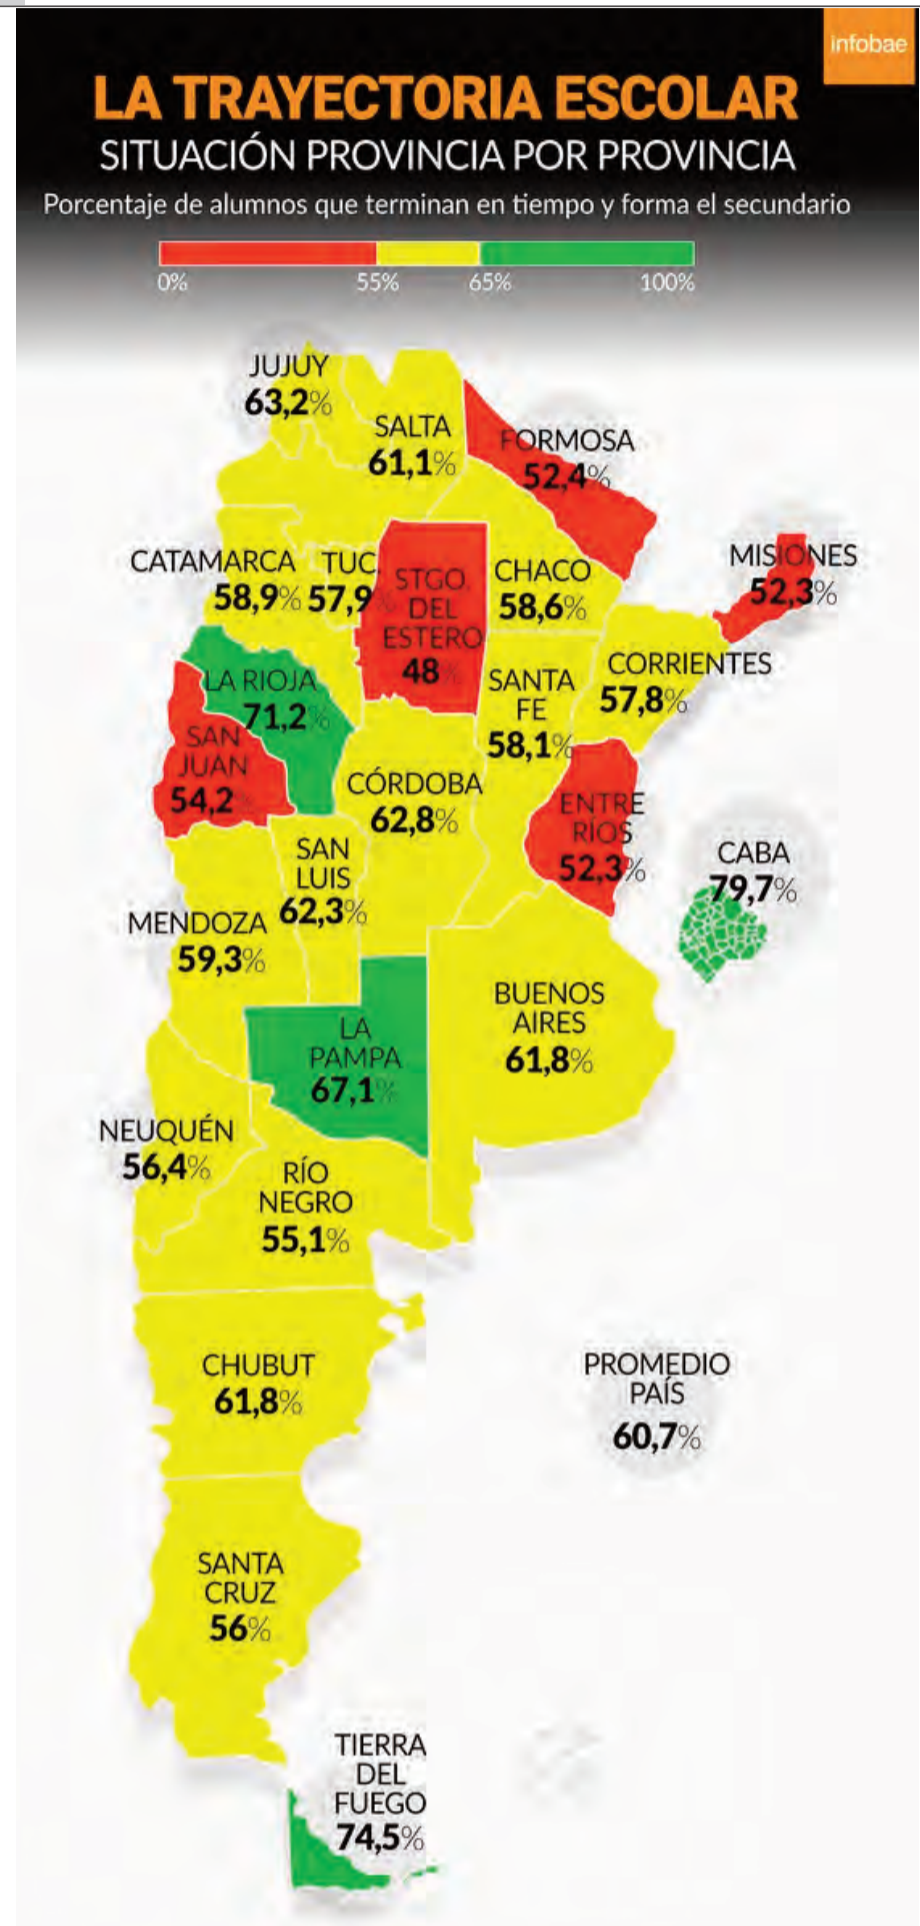 infobae
LA TRAYECTORIA ESCOLAR
SITUACIÓN PROVINCIA POR PROVINCIA
Porcentaje de alumnos que terminan en tiempo y forma el secundario
0% 55% 65% 100%
JUJUY
63,2%
SALTA
61,1%
FORMOSA
52,4%
CATAMARCA
58,9%
TUC.
57,9%
STGO.
DEL
ESTERO
48%
CHACO
58,6%
MISIONES
52,3%
LA RIOJA
71,2%
SANTA
FE
58,1%
CORRIENTES
57,8%
SAN
JUAN
54,2%
CÓRDOBA
62,8%
ENTRE
RIOS
52,3%
SAN
LUIS
62,3%
CABA
79,7%
MENDOZA
59,3%
BUENOS
AIRES
61,8%
LA
PAMPA
67,1%
NEUQUÉN
56,4%
RÍO
NEGRO
55,1%
CHUBUT
61,8%
PROMEDIO
PAÍS
60,7%
SANTA
CRUZ
56%
TIERRA
DEL
FUEGO
74,5%